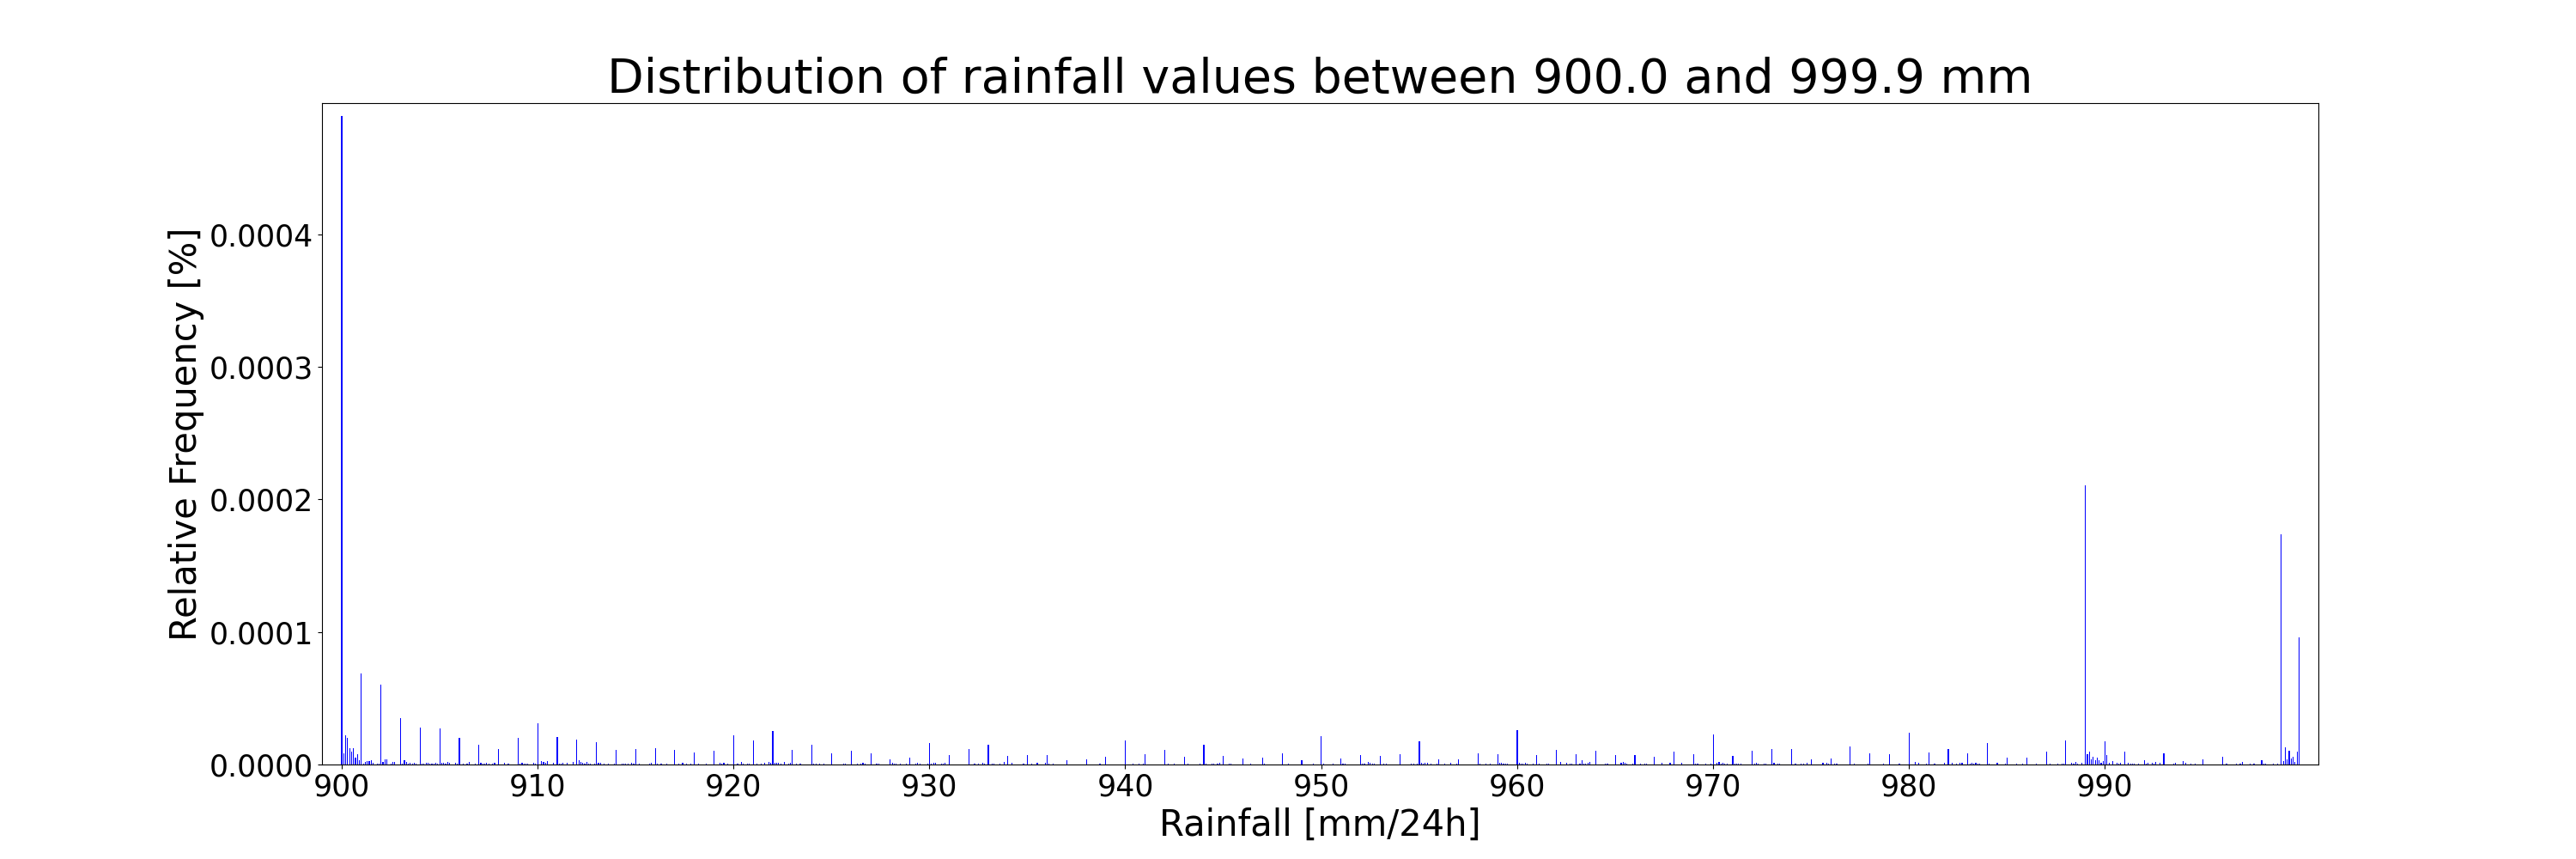 Distribution of rainfall values between 900.0 and 999.9 mm
Relative Frequency [%]
0.0004
0.0003
0.0002
0.0001
0.0000
900 910 920 930 940 950 960 970 980 990
Rainfall [mm/24h]